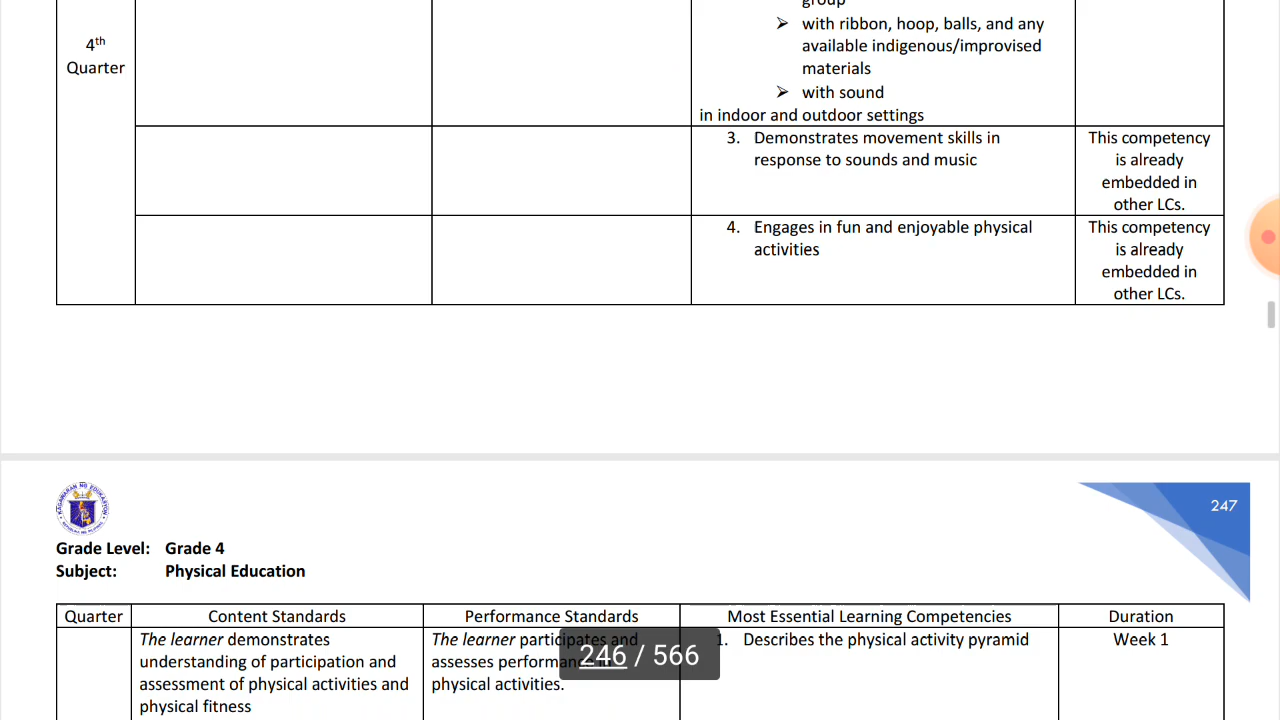 group
➢ with ribbon, hoop, balls, and any
available indigenous/improvised
materials
➢ with sound
in indoor and outdoor settings
4th
Quarter
3. Demonstrates movement skills in
response to sounds and music
This competency
is already
embedded in
other LCs.
4. Engages in fun and enjoyable physical
activities
This competency
is already
embedded in
other LCs.
KAGAWARAN NG EDUKASYON
247
Grade Level: Grade 4
Subject: Physical Education
Quarter
Content Standards
Performance Standards
Most Essential Learning Competencies
Duration
The learner demonstrates
understanding of participation and
assessment of physical activities and
physical fitness
The learner participates and
assesses performance in
physical activities.
1. Describes the physical activity pyramid
Week 1
246 / 566